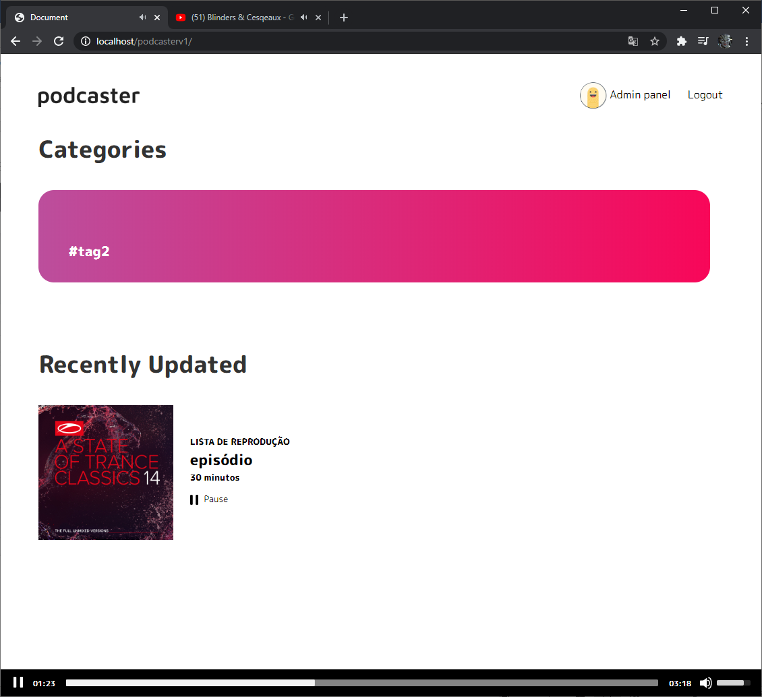 Document
(51) Blinders & Cesqeaux - G
localhost/podcasterv1/
podcaster
Admin panel
Logout
Categories
#tag2
Recently Updated
A STATE
OF TRANCE
CLASSICS 14
THE FULL UNMIXED VERSIONS
LISTA DE REPRODUÇÃO
episódio
30 minutos
Pause
01:23
03:18